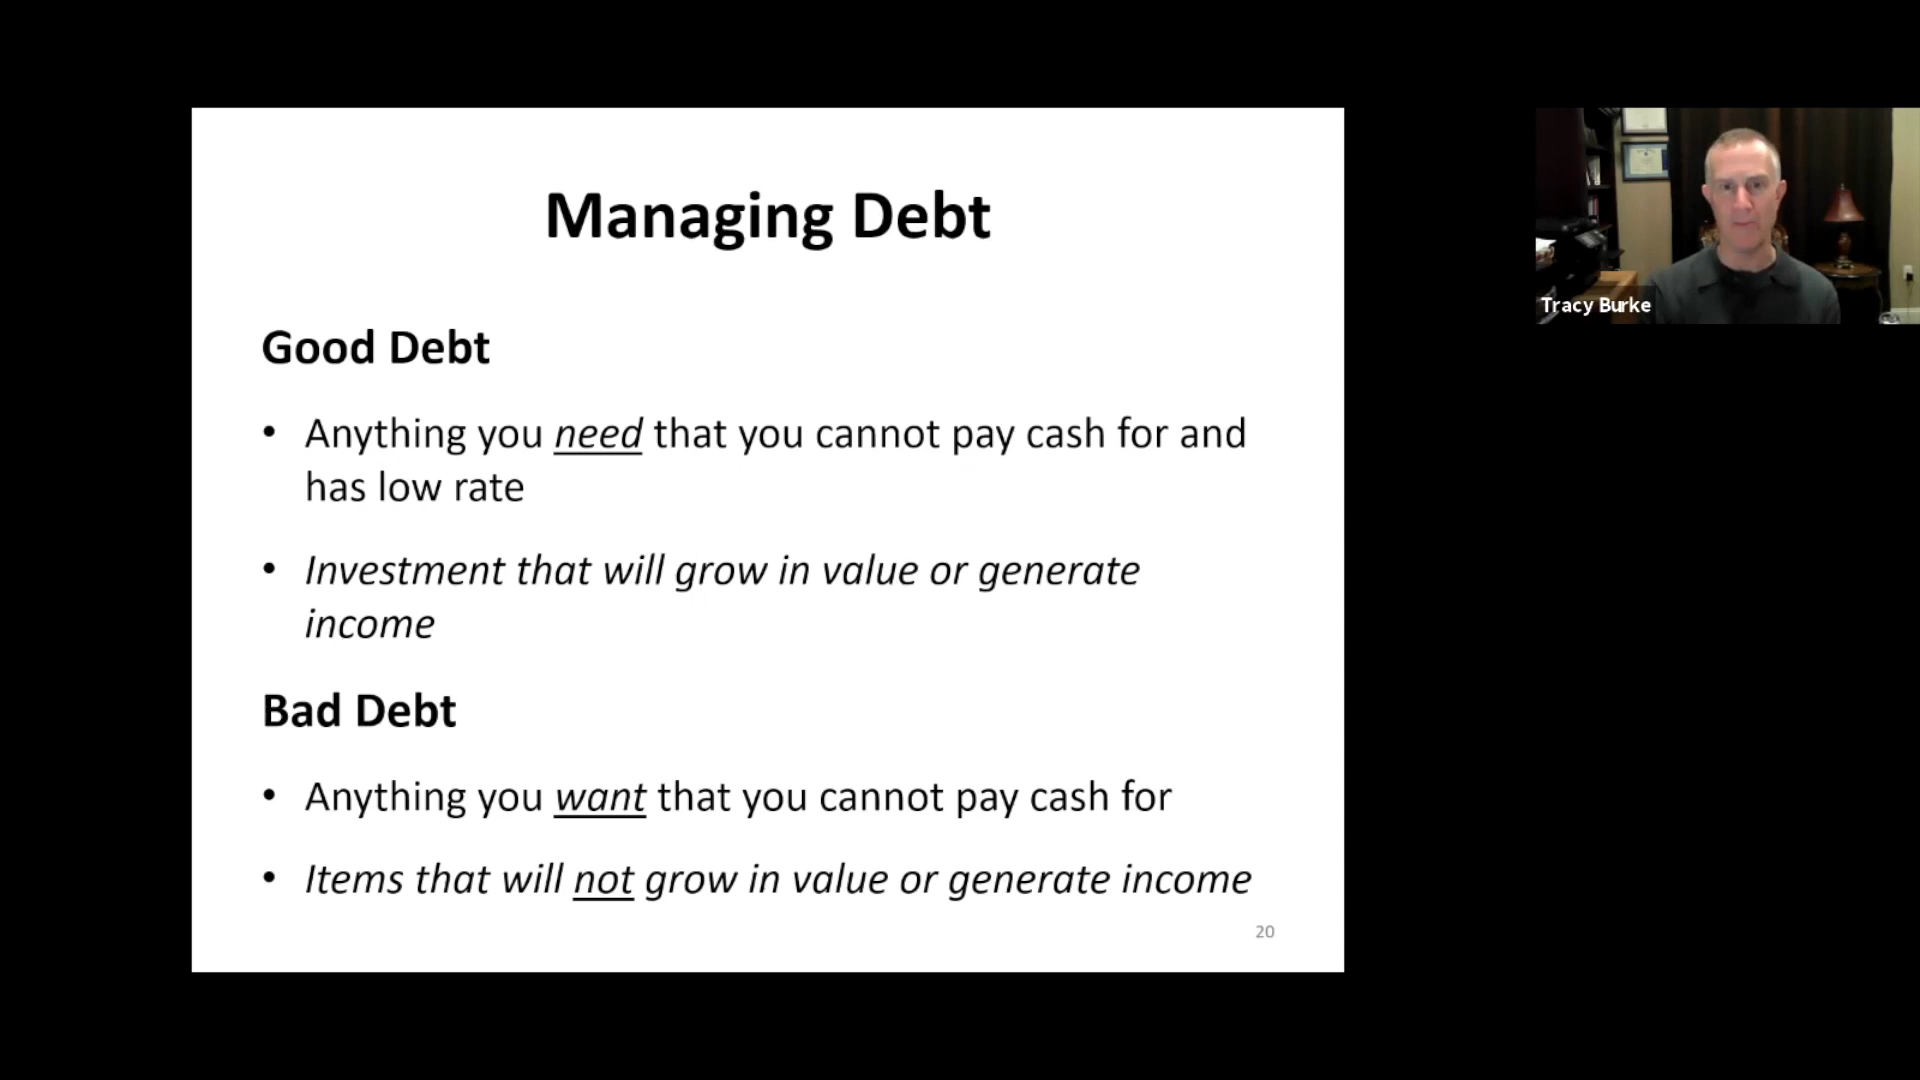 Managing Debt
Good Debt
• Anything you need that you cannot pay cash for and
has low rate
• Investment that will grow in value or generate
income
Bad Debt
• Anything you want that you cannot pay cash for
• Items that will not grow in value or generate income
20
Tracy Burke